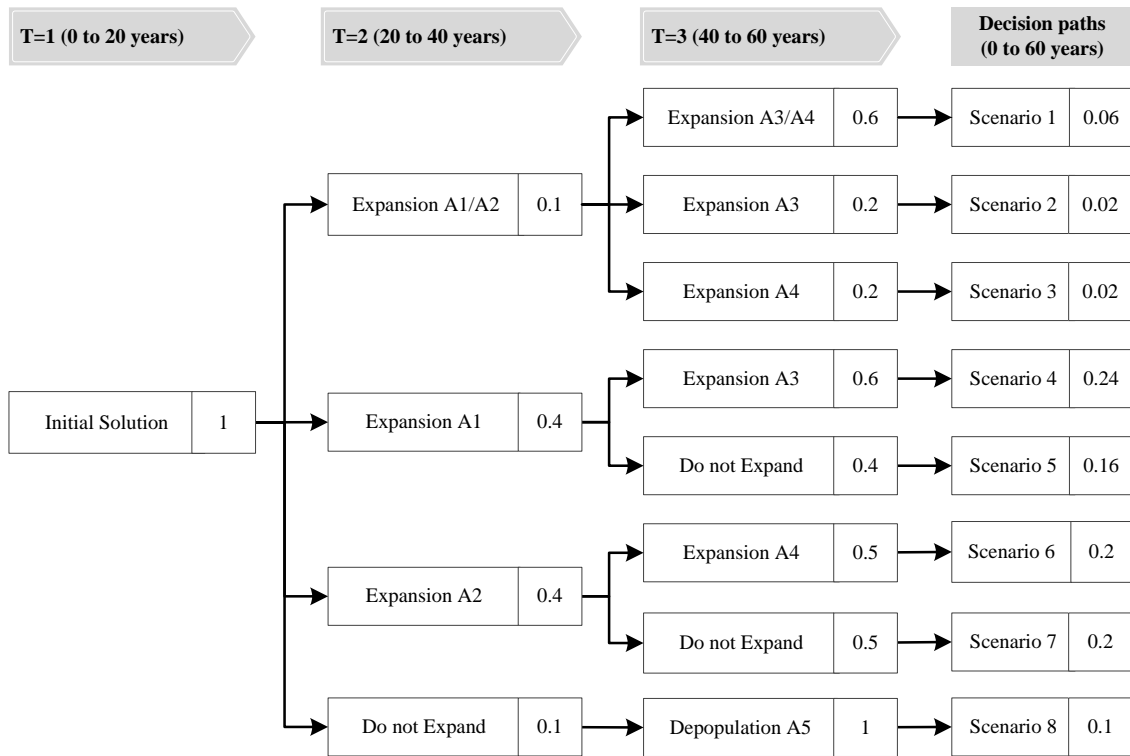 T=1 (0 to 20 years) T=2 (20 to 40 years) T=3 (40 to 60 years) Decision paths
(0 to 60 years)
Expansion A3/A4 0.6 Scenario 1 0.06
Expansion A1/A2 0.1 Expansion A3 0.2 Scenario 2 0.02
Expansion A4 0.2 Scenario 3 0.02
Expansion A3 0.6 Scenario 4 0.24
Initial Solution 1 Expansion A1 0.4
Do not Expand 0.4 Scenario 5 0.16
Expansion A4 0.5 Scenario 6 0.2
Expansion A2 0.4
Do not Expand 0.5 Scenario 7 0.2
Do not Expand 0.1 Depopulation A5 1 Scenario 8 0.1